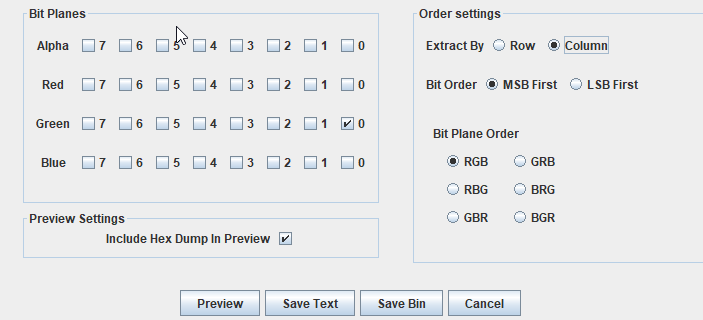 Bit Planes
Alpha 7 6 5 4 3 2 1 0
Red 7 6 5 4 3 2 1 0
Green 7 6 5 4 3 2 1 0
Blue 7 6 5 4 3 2 1 0
Preview Settings
Include Hex Dump In Preview
Order settings
Extract By Row Column
Bit Order MSB First LSB First
Bit Plane Order
RGB GRB
RBG BRG
GBR BGR
Preview Save Text Save Bin Cancel